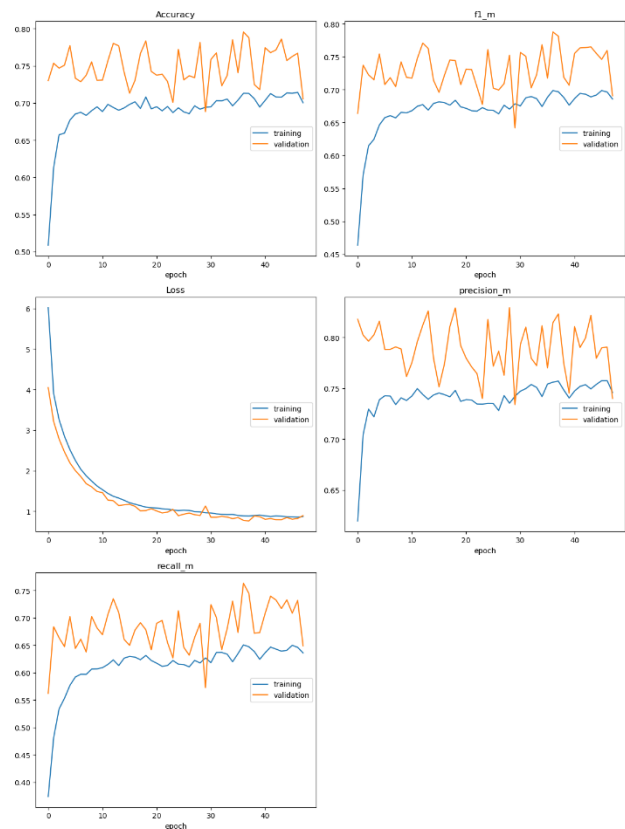 Accuracy
0.80
0.75
0.70
0.65
0.60
0.55
0.50
training
validation
0 10 20 30 40
epoch
f1_m
0.80
0.75
0.70
0.65
0.60
0.55
0.50
0.45
training
validation
0 10 20 30 40
epoch
Loss
6
5
4
3
2
1
training
validation
0 10 20 30 40
epoch
precision_m
0.80
0.75
0.70
0.65
training
validation
0 10 20 30 40
epoch
recall_m
0.75
0.70
0.65
0.60
0.55
0.50
0.45
0.40
training
validation
0 10 20 30 40
epoch